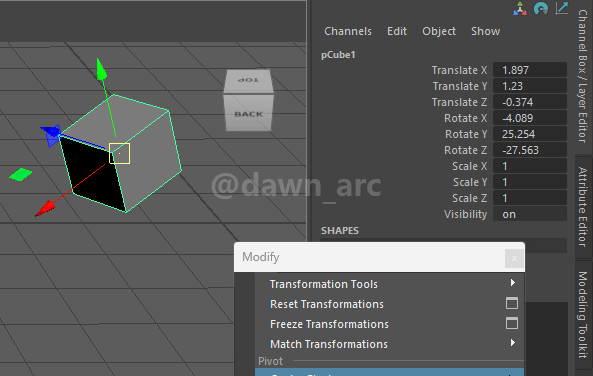 Channels Edit Object Show
pCube1
Translate X 1.897
Translate Y 1.23
Translate Z -0.374
Rotate X -4.089
Rotate Y 25.254
Rotate Z -27.563
Scale X 1
Scale Y 1
Scale Z 1
Visibility on
SHAPES
TOP
BACK
@dawn_arc
Modify x
Transformation Tools
Reset Transformations
Freeze Transformations
Match Transformations
Pivot
Channel Box / Layer Editor
Attribute Editor
Modeling Toolkit